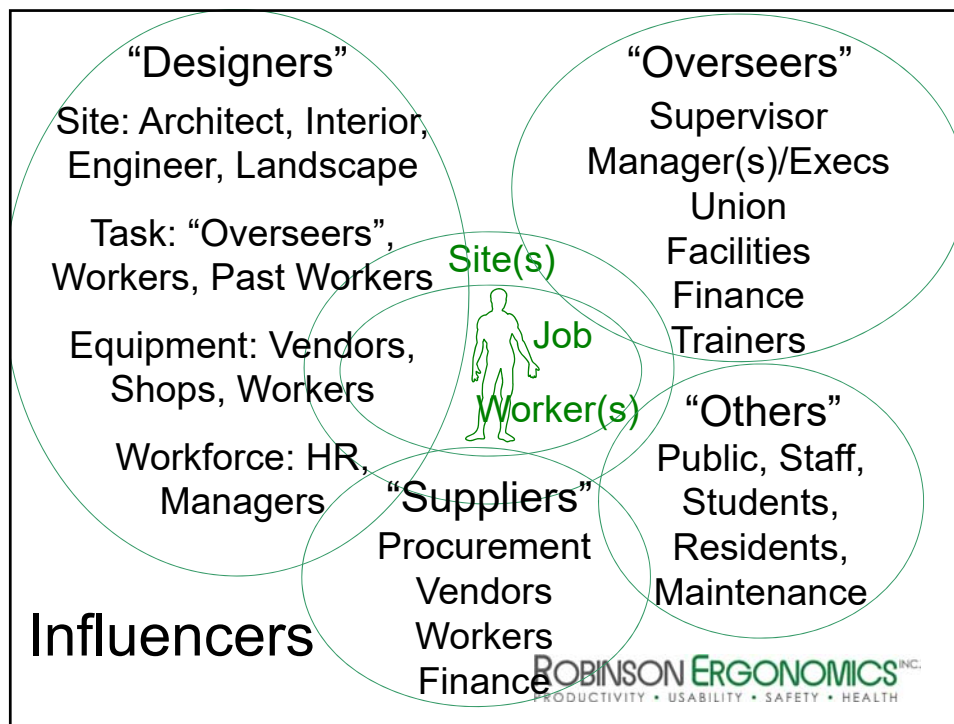 “Designers”
Site: Architect, Interior,
Engineer, Landscape
Task: “Overseers”,
Workers, Past Workers
Equipment: Vendors,
Shops, Workers
Workforce: HR,
Managers
“Overseers”
Supervisor
Manager(s)/Execs
Union
Facilities
Finance
Trainers
Site(s)
Job
Worker(s)
“Others”
Public, Staff,
Students,
Residents,
Maintenance
“Suppliers”
Procurement
Vendors
Workers
Finance
Influencers
ROBINSON ERGONOMICS INC.
PRODUCTIVITY • USABILITY • SAFETY • HEALTH